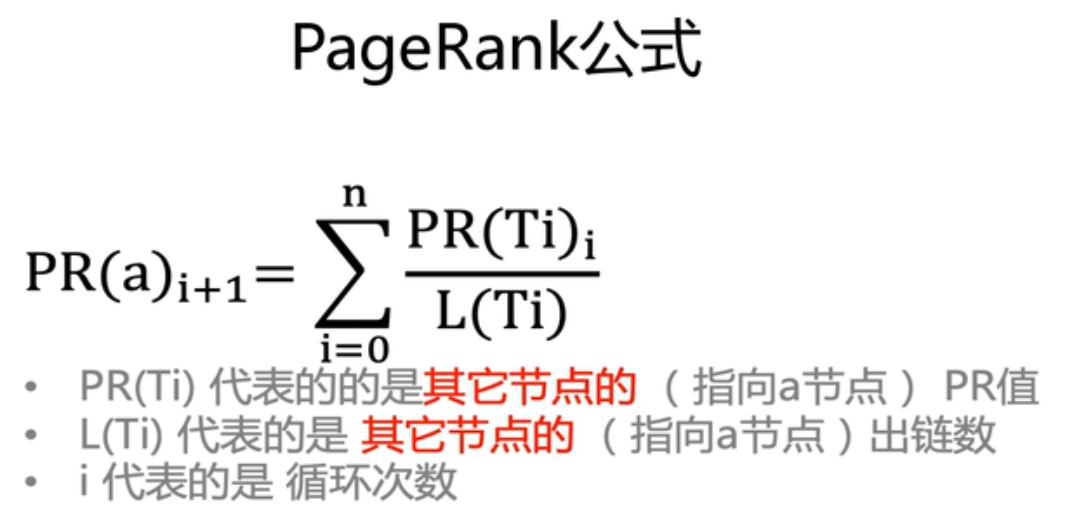 PageRank公式
n
PR(a)i+1= ∑ PR(Ti)i
L(Ti)
i=0
• PR(Ti) 代表的的是其它节点的 （指向a节点） PR值
• L(Ti) 代表的是 其它节点的 （指向a节点）出链数
• i 代表的是 循环次数